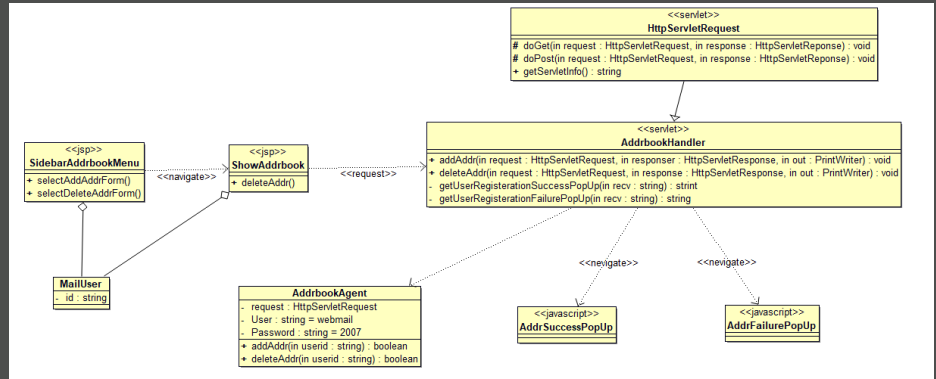 <<servlet>>
HttpServletRequest
# doGet(in request : HttpServletRequest, in response : HttpServletReponse) : void
# doPost(in request : HttpServletRequest, in response : HttpServletReponse) : void
+ getServletInfo() : string
<<servlet>>
AddrbookHandler
+ addAddr(in request : HttpServletRequest, in responser : HttpServletResponse, in out : PrintWriter) : void
+ deleteAddr(in request : HttpServletRequest, in response : HttpServletResponse, in out : PrintWriter) : void
- getUserRegisterationSuccessPopUp(in recv : string) : strint
- getUserRegisterationFailurePopUp(in recv : string) : string
<<jsp>>
SidebarAddrbookMenu
+ selectAddAddrForm()
+ selectDeleteAddrForm()
<<navigate>>
<<jsp>>
ShowAddrbook
+ deleteAddr()
<<request>>
<<nevigate>>
<<nevigate>>
MailUser
- id : string
AddrbookAgent
- request : HttpServletRequest
- User : string = webmail
- Password : string = 2007
+ addAddr(in userid : string) : boolean
+ deleteAddr(in userid : string) : boolean
<<javascript>>
AddrSuccessPopUp
<<javascript>>
AddrFailurePopUp